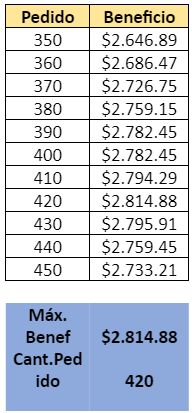 Pedido Beneficio
350 $2.646.89
360 $2.686.47
370 $2.726.75
380 $2.759.15
390 $2.782.45
400 $2.782.45
410 $2.794.29
420 $2.814.88
430 $2.795.91
440 $2.759.45
450 $2.733.21
Máx.
Benef $2.814.88
Cant.Ped
ido 420